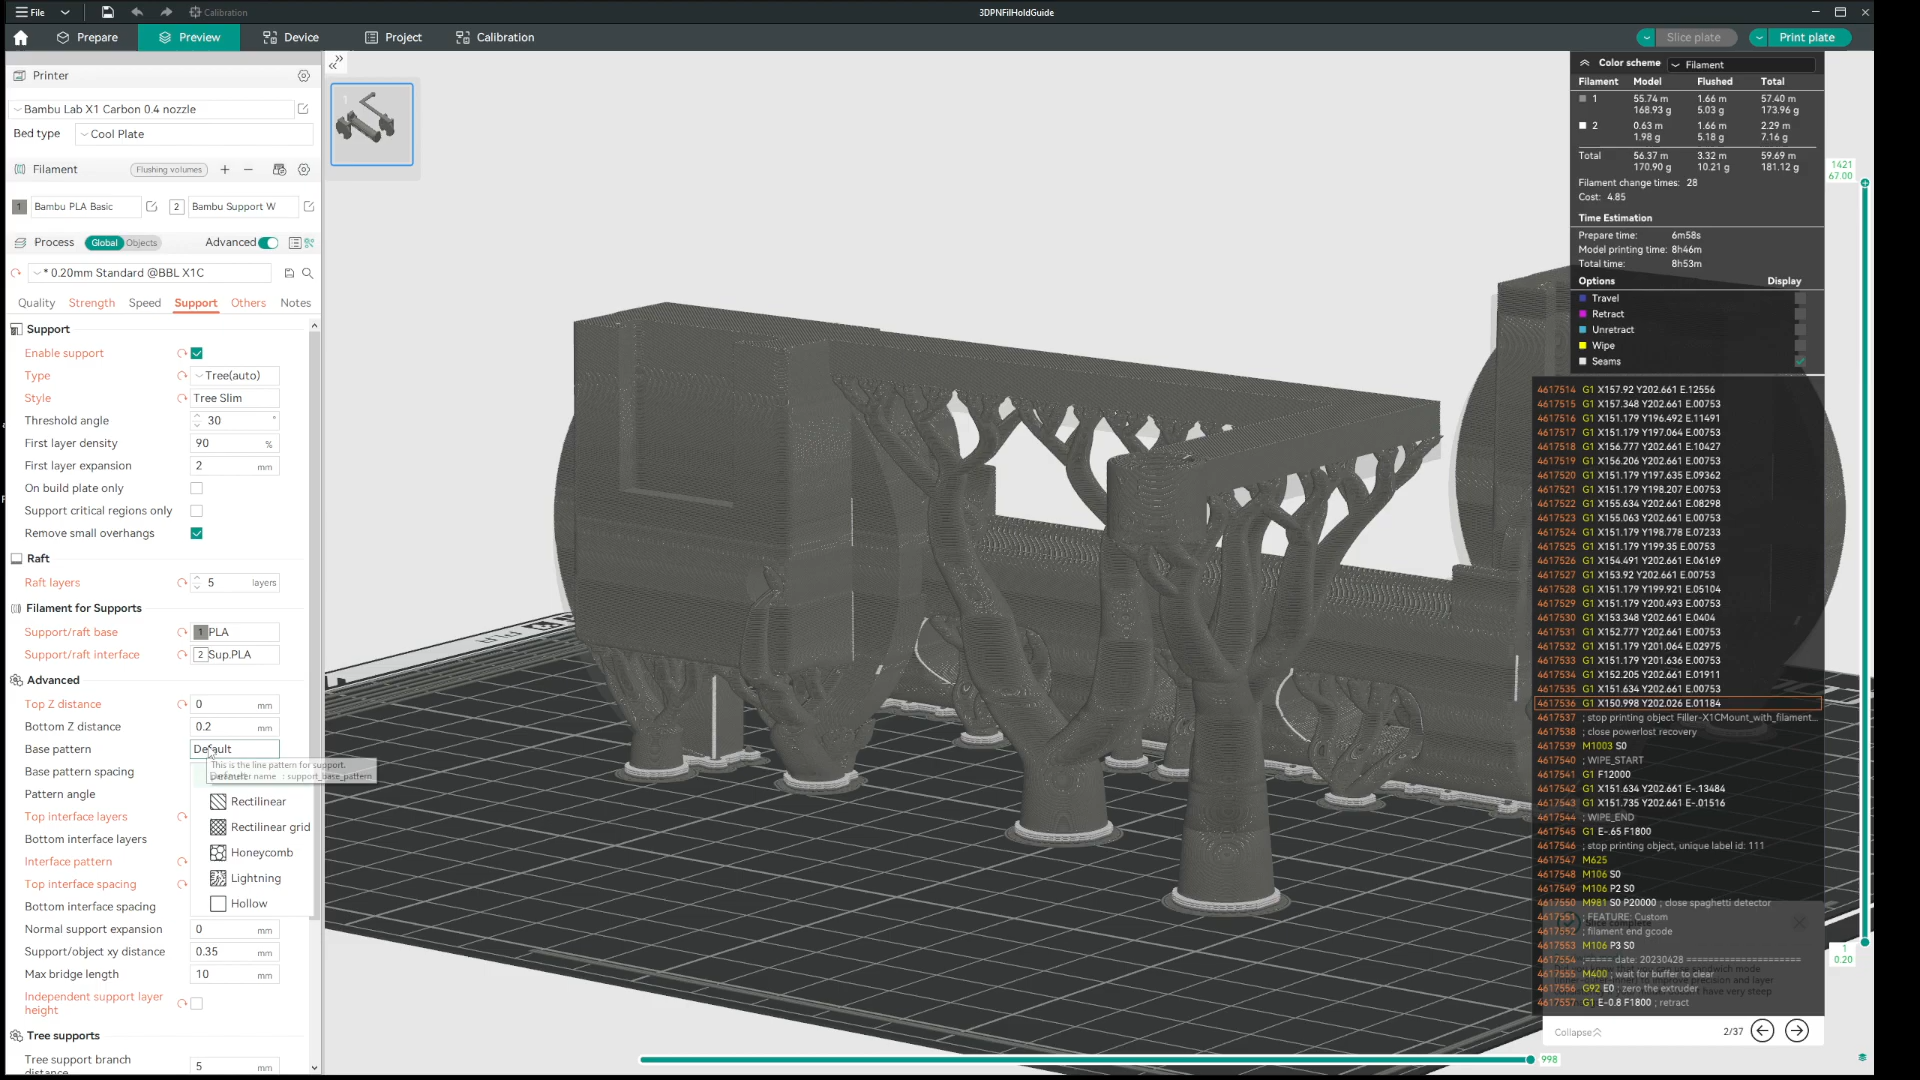 File
Calibration
3DPNFilHoldGuide
Prepare
Preview
Device
Project
Calibration
Slice plate
Print plate
Printer
Bambu Lab X1 Carbon 0.4 nozzle
Bed type
Cool Plate
Filament
Flushing volumes
1 Bambu PLA Basic
2 Bambu Support W
Process
Global Objects
Advanced
* 0.20mm Standard @BBL X1C
Quality Strength Speed Support Others Notes
Support
Enable support
Type Tree(auto)
Style Tree Slim
Threshold angle 30 °
First layer density 90 %
First layer expansion 2 mm
On build plate only
Support critical regions only
Remove small overhangs
Raft
Raft layers 5 layers
Filament for Supports
Support/raft base 1 PLA
Support/raft interface 2 Sup.PLA
Advanced
Top Z distance 0 mm
Bottom Z distance 0.2 mm
Base pattern Default
This is the line pattern for support.
Parameter name : support_base_pattern
Base pattern spacing
Pattern angle
Rectilinear
Top interface layers
Rectilinear grid
Bottom interface layers
Honeycomb
Interface pattern
Lightning
Top interface spacing
Hollow
Bottom interface spacing
Normal support expansion 0 mm
Support/object xy distance 0.35 mm
Max bridge length 10 mm
Independent support layer
height
Tree supports
Tree support branch
distance 5 mm
1
Color scheme Filament
Filament Model Flushed Total
1 55.74 m 1.66 m 57.40 m
168.93 g 5.03 g 173.96 g
2 0.63 m 1.66 m 2.29 m
1.98 g 5.18 g 7.16 g
Total 56.37 m 3.32 m 59.69 m
170.90 g 10.21 g 181.12 g
Filament change times: 28
Cost: 4.85
Time Estimation
Prepare time: 6m58s
Model printing time: 8h46m
Total time: 8h53m
Options Display
Travel
Retract
Unretract
Wipe
Seams
1421
67.00
4617514 G1 X157.92 Y202.661 E.12556
4617515 G1 X157.348 Y202.661 E.00753
4617516 G1 X151.179 Y196.492 E.11491
4617517 G1 X151.179 Y197.064 E.00753
4617518 G1 X156.777 Y202.661 E.10427
4617519 G1 X156.206 Y202.661 E.00753
4617520 G1 X151.179 Y197.635 E.09362
4617521 G1 X151.179 Y198.207 E.00753
4617522 G1 X155.634 Y202.661 E.08298
4617523 G1 X155.063 Y202.661 E.00753
4617524 G1 X151.179 Y198.778 E.07233
4617525 G1 X151.179 Y199.35 E.00753
4617526 G1 X154.491 Y202.661 E.06169
4617527 G1 X153.92 Y202.661 E.00753
4617528 G1 X151.179 Y199.921 E.05104
4617529 G1 X151.179 Y200.493 E.00753
4617530 G1 X153.348 Y202.661 E.0404
4617531 G1 X152.777 Y202.661 E.00753
4617532 G1 X151.179 Y201.064 E.02975
4617533 G1 X151.179 Y201.636 E.00753
4617534 G1 X152.205 Y202.661 E.01911
4617535 G1 X151.634 Y202.661 E.00753
4617536 G1 X150.998 Y202.026 E.01184
4617537 ; stop printing object Filler-X1CMount_with_filament...
4617538 ; close powerlost recovery
4617539 M1003 S0
4617540 ; WIPE_START
4617541 G1 F12000
4617542 G1 X151.634 Y202.661 E-.13484
4617543 G1 X151.735 Y202.661 E-.01516
4617544 ; WIPE_END
4617545 G1 E-.65 F1800
4617546 ; stop printing object, unique label id: 111
4617547 M625
4617548 M106 S0
4617549 M106 P2 S0
4617550 M981 S0 P20000 ; close spaghetti detector
4617551 ; FEATURE: Custom
4617552 ; filament end gcode
4617553 M106 P3 S0
4617554 ;===== date: 20230428 =====================
4617555 M400 ; wait for buffer to clear
4617556 G92 E0 ; zero the extruder
4617557 G1 E-0.8 F1800 ; retract
1
0.20
Collapse
2/37
998